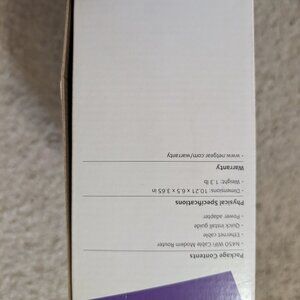 Package Contents
- N450 WiFi Cable Modem Router
- Ethernet cable
- Quick install guide
- Power adapter
Physical Specifications
- Dimensions: 10.21 x 6.5 x 3.65 in
- Weight: 1.3 lb
Warranty
- www.netgear.com/warranty